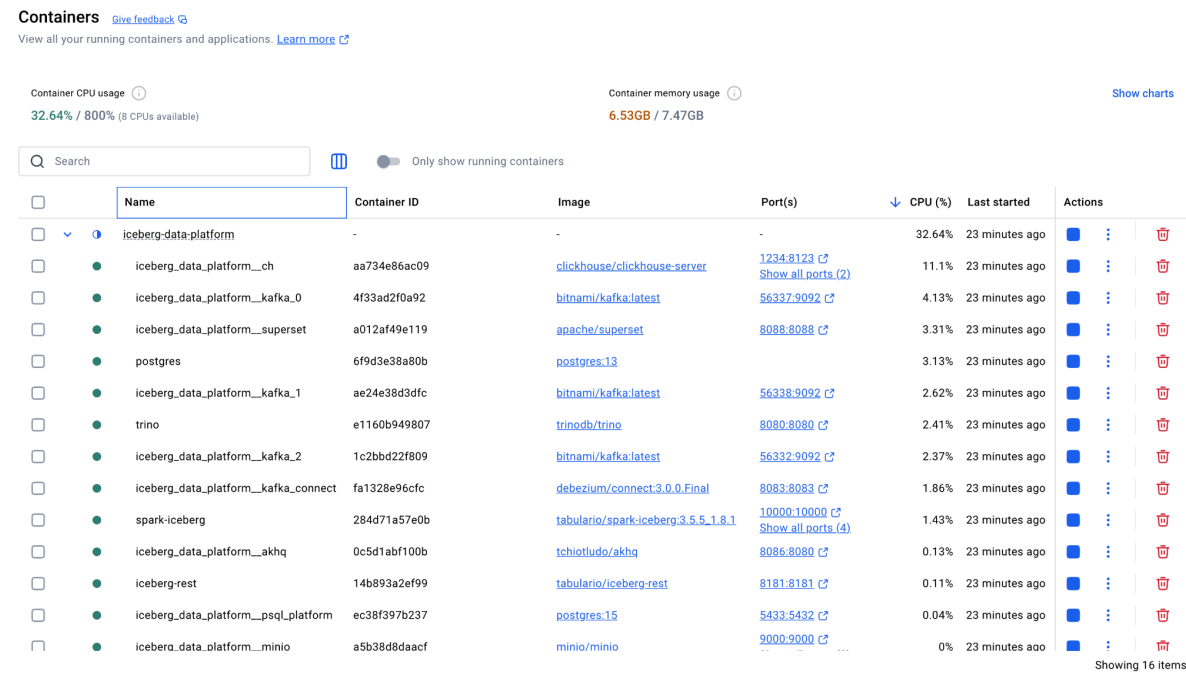 Containers Give feedback
View all your running containers and applications. Learn more
Container CPU usage
32.64% / 800% (8 CPUs available)
Container memory usage
6.53GB / 7.47GB
Show charts
Search
Only show running containers
Name Container ID Image Port(s) CPU (%) Last started Actions
iceberg-data-platform - - - 32.64% 23 minutes ago
iceberg_data_platform__ch aa734e86ac09 clickhouse/clickhouse-server 1234:8123 11.1% 23 minutes ago
Show all ports (2)
iceberg_data_platform__kafka_0 4f33ad2f0a92 bitnami/kafka:latest 56337:9092 4.13% 23 minutes ago
iceberg_data_platform__superset a012af49e119 apache/superset 8088:8088 3.31% 23 minutes ago
postgres 6f9d3e38a80b postgres:13 3.13% 23 minutes ago
iceberg_data_platform__kafka_1 ae24e38d3dfc bitnami/kafka:latest 56338:9092 2.62% 23 minutes ago
trino e1160b949807 trinodb/trino 8080:8080 2.41% 23 minutes ago
iceberg_data_platform__kafka_2 1c2bbd22f809 bitnami/kafka:latest 56332:9092 2.37% 23 minutes ago
iceberg_data_platform__kafka_connect fa1328e96cfc debezium/connect:3.0.0.Final 8083:8083 1.86% 23 minutes ago
spark-iceberg 284d71a57e0b tabulario/spark-iceberg:3.5.5_1.8.1 10000:10000 1.43% 23 minutes ago
Show all ports (4)
iceberg_data_platform__akhq 0c5d1abf100b tchiotludo/akhq 8086:8080 0.13% 23 minutes ago
iceberg-rest 14b893a2ef99 tabulario/iceberg-rest 8181:8181 0.11% 23 minutes ago
iceberg_data_platform__psql_platform ec38f397b237 postgres:15 5433:5432 0.04% 23 minutes ago
iceberg_data_platform__minio a5b38d8daacf minio/minio 9000:9000 0% 23 minutes ago
Showing 16 items